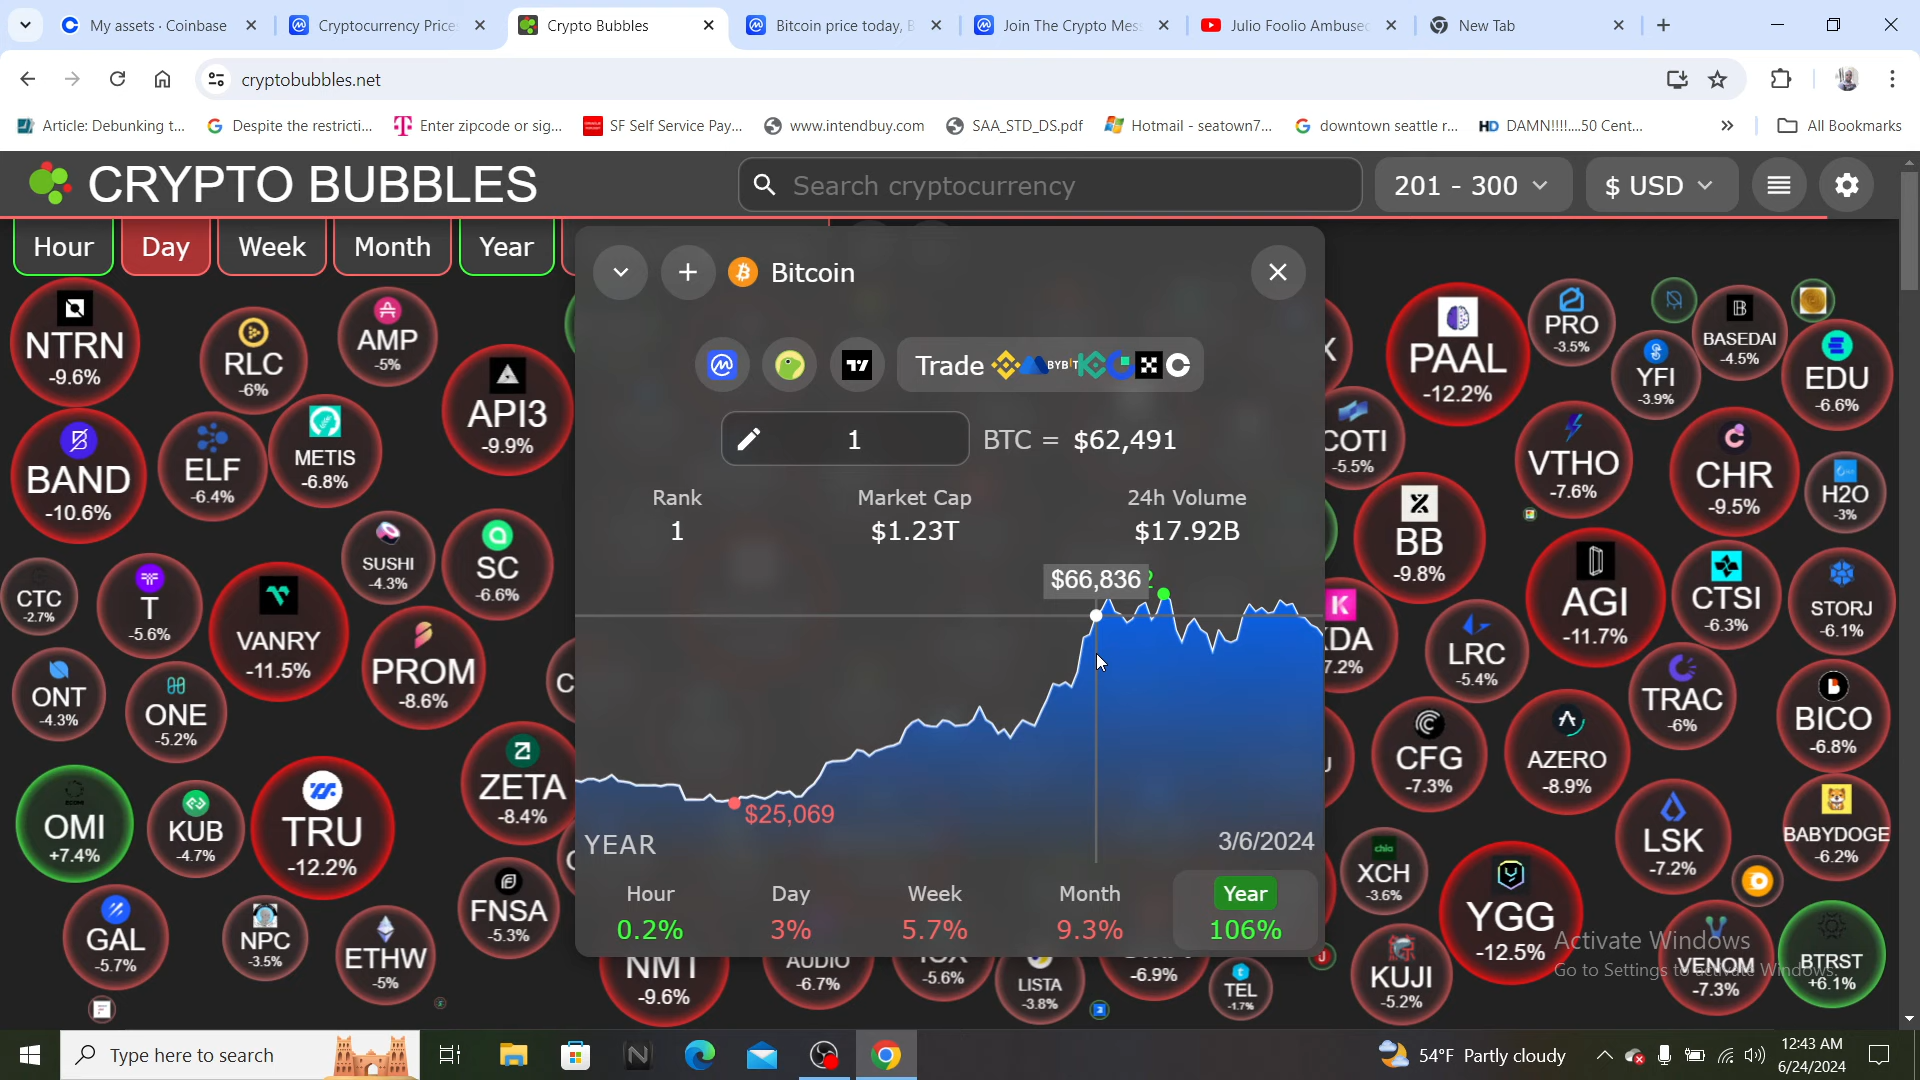 My assets · Coinbase
Cryptocurrency Price
Crypto Bubbles
Bitcoin price today, B
Join The Crypto Mes
Julio Foolio Ambused
New Tab
cryptobubbles.net
Article: Debunking t...
Despite the restricti...
Enter zipcode or sig...
SF Self Service Pay...
www.intendbuy.com
SAA_STD_DS.pdf
Hotmail - seatown7...
downtown seattle r...
HD DAMN!!!!....50 Cent...
All Bookmarks
CRYPTO BUBBLES
Search cryptocurrency
201 - 300
$ USD
Hour
Day
Week
Month
Year
Bitcoin
Trade
BYBIT
1
BTC = $62,491
Rank
1
Market Cap
$1.23T
24h Volume
$17.92B
$66,836
$25,069
YEAR
3/6/2024
Hour
0.2%
Day
3%
Week
5.7%
Month
9.3%
Year
106%
NTRN
-9.6%
RLC
-6%
AMP
-5%
API3
-9.9%
BAND
-10.6%
ELF
-6.4%
METIS
-6.8%
SUSHI
-4.3%
SC
-6.6%
CTC
-2.7%
T
-5.6%
VANRY
-11.5%
PROM
-8.6%
ONT
-4.3%
ONE
-5.2%
ZETA
-8.4%
OMI
+7.4%
KUB
-4.7%
TRU
-12.2%
FNSA
-5.3%
GAL
-5.7%
NPC
-3.5%
ETHW
-5%
NMT
-9.6%
AUDIO
-6.7%
-5.6%
LISTA
-3.8%
-6.9%
TEL
-1.7%
PAAL
-12.2%
PRO
-3.5%
YFI
-3.9%
BASEDAI
-4.5%
EDU
-6.6%
COTI
-5.5%
VTHO
-7.6%
CHR
-9.5%
H2O
-3%
BB
-9.8%
AGI
-11.7%
CTSI
-6.3%
STORJ
-6.1%
KDA
7.2%
LRC
-5.4%
TRAC
-6%
BICO
-6.8%
CFG
-7.3%
AZERO
-8.9%
LSK
-7.2%
BABYDOGE
-6.2%
chia
XCH
-3.6%
YGG
-12.5%
KUJI
-5.2%
VENOM
-7.3%
BTRST
+6.1%
Activate Windows
Go to Settings to activate Windows.
Type here to search
54°F Partly cloudy
12:43 AM
6/24/2024